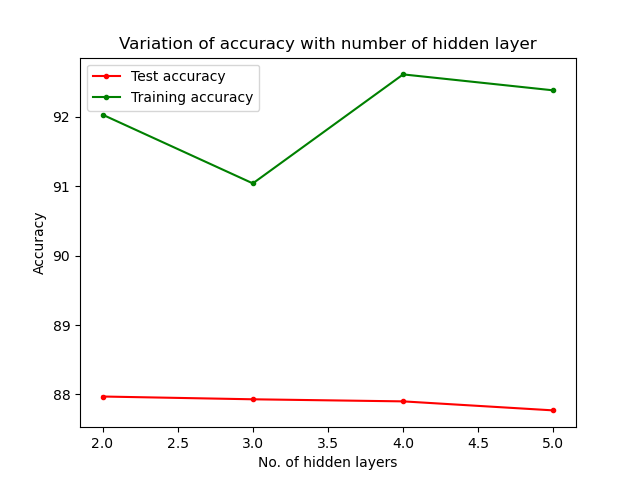 Variation of accuracy with number of hidden layer
Test accuracy
Training accuracy
92
91
90
89
88
Accuracy
2.0 2.5 3.0 3.5 4.0 4.5 5.0
No. of hidden layers